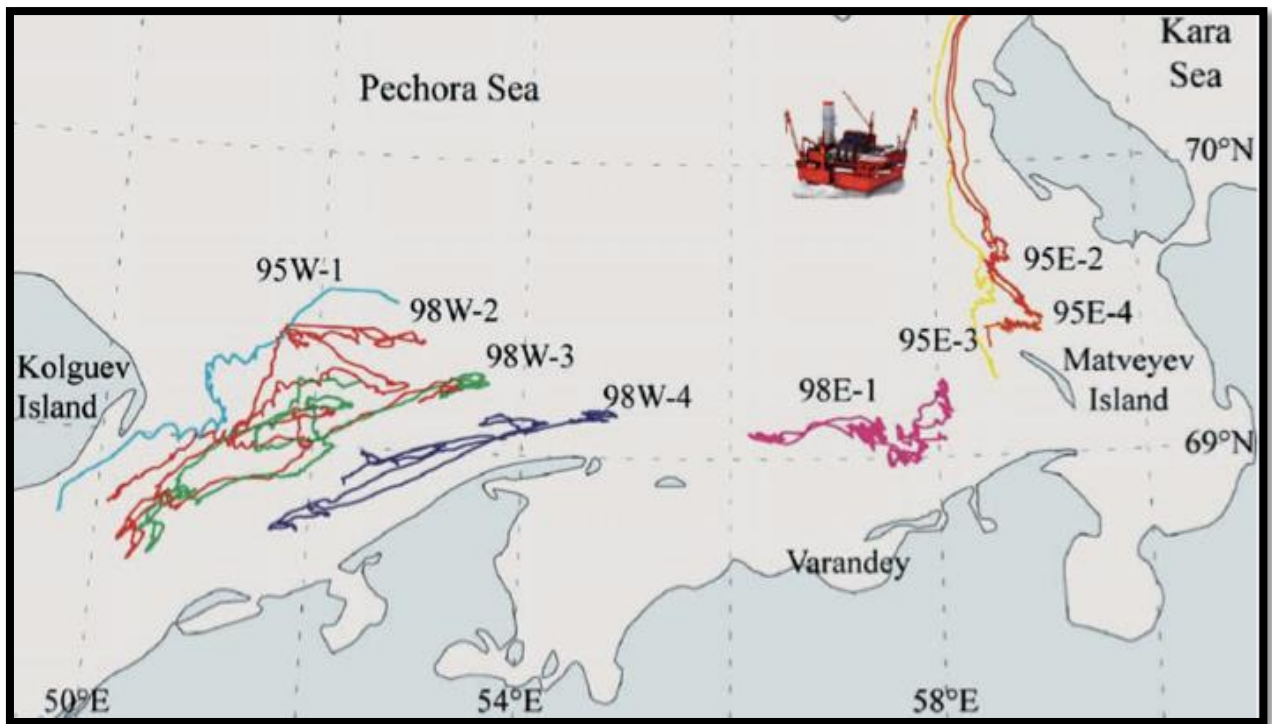 Kara
Sea
Pechora Sea
70°N
95W-1
95E-2
98W-2
95E-4
95E-3
98W-3
Kolguev
Island
Matveyev
Island
98W-4
98E-1
69°N
Varandey
50°E
54°E
58°E